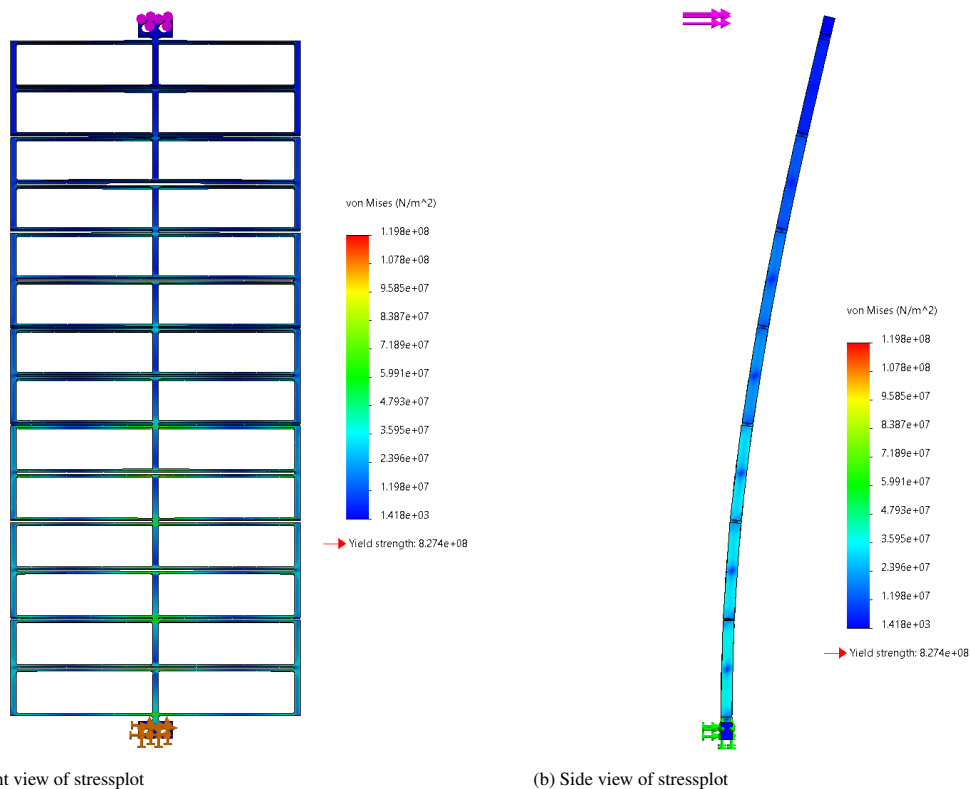 von Mises (N/m^2)
1.198e+08
1.078e+08
9.585e+07
8.387e+07
7.189e+07
5.991e+07
4.793e+07
3.595e+07
2.396e+07
1.198e+07
1.418e+03
Yield strength: 8.274e+08
von Mises (N/m^2)
1.198e+08
1.078e+08
9.585e+07
8.387e+07
7.189e+07
5.991e+07
4.793e+07
3.595e+07
2.396e+07
1.198e+07
1.418e+03
Yield strength: 8.274e+08
nt view of stressplot
(b) Side view of stressplot